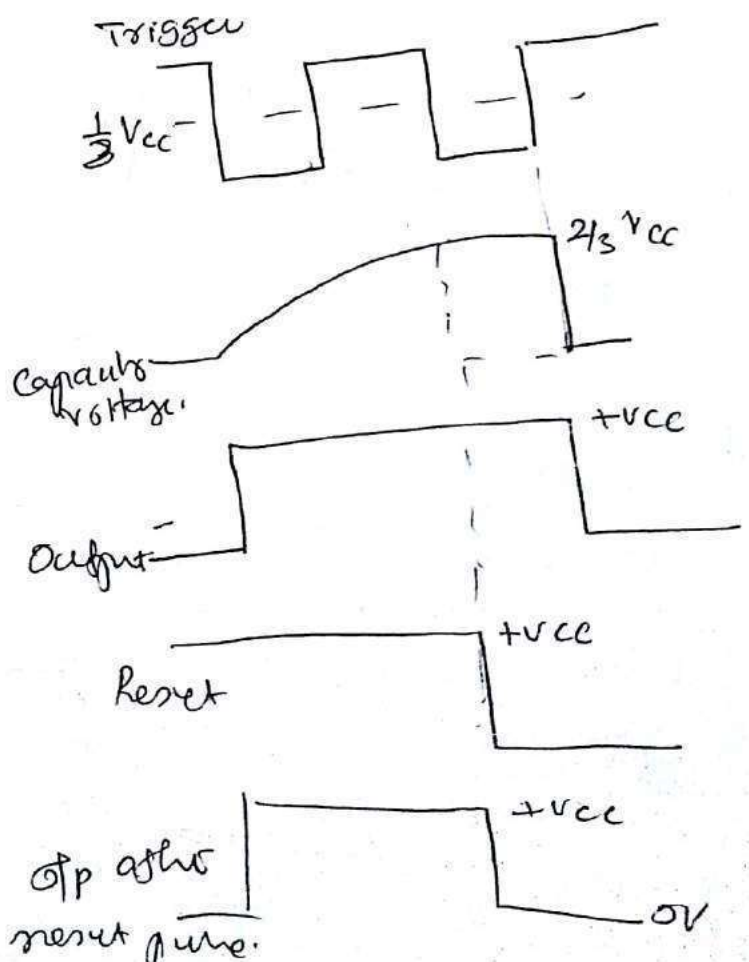 Trigger
1/3 Vcc
2/3 VCC
Capacitor
voltage.
+VCC
Output
+VCC
Reset
+VCC
O/p after
reset pulse.
0V